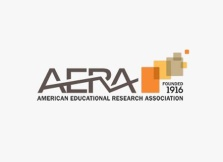 AERA
FOUNDED
1916
AMERICAN EDUCATIONAL RESEARCH ASSOCIATION